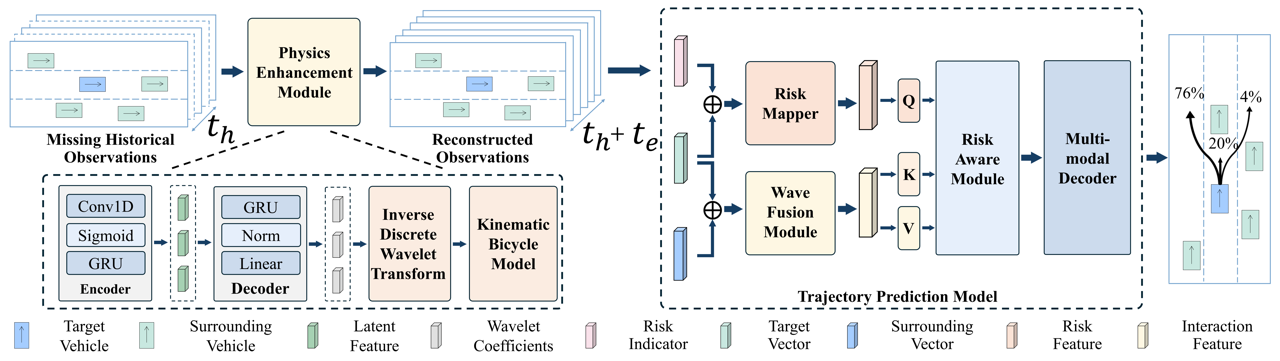 Physics
Enhancement
Module
Missing Historical
Observations
t_h
Reconstructed
Observations
t_h + t_e
Conv1D
Sigmoid
GRU
Encoder
GRU
Norm
Linear
Decoder
Inverse
Discrete
Wavelet
Transform
Kinematic
Bicycle
Model
Risk
Mapper
Wave
Fusion
Module
Q
K
V
Risk
Aware
Module
Multi-
modal
Decoder
Trajectory Prediction Model
76%
4%
20%
Target
Vehicle
Surrounding
Vehicle
Latent
Feature
Wavelet
Coefficients
Risk
Indicator
Target
Vector
Surrounding
Vector
Risk
Feature
Interaction
Feature